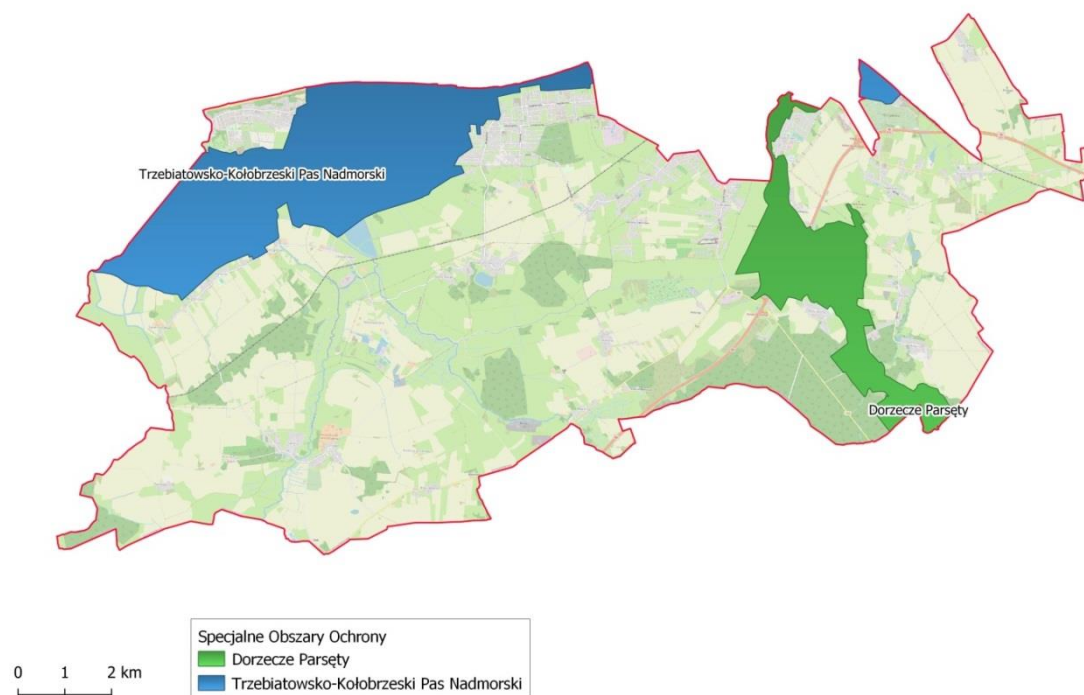 Trzebiatowsko-Kołobrzeski Pas Nadmorski
Dorzecze Parsęty
Specjalne Obszary Ochrony
Dorzecze Parsęty
Trzebiatowsko-Kołobrzeski Pas Nadmorski
0 1 2 km